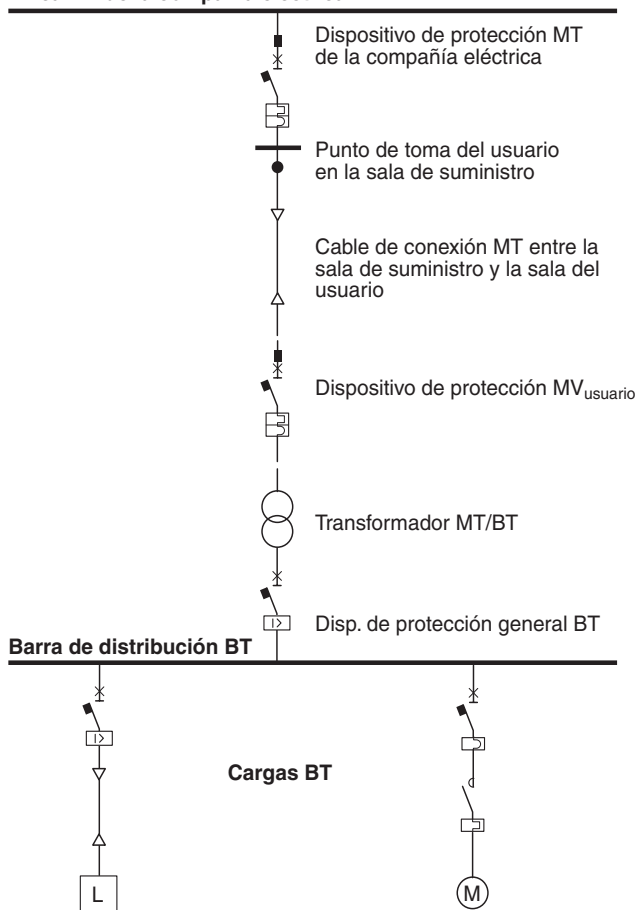 Dispositivo de protección MT
de la compañía eléctrica
Punto de toma del usuario
en la sala de suministro
Cable de conexión MT entre la
sala de suministro y la sala del
usuario
Dispositivo de protección MVusuario
Transformador MT/BT
Disp. de protección general BT
Barra de distribución BT
Cargas BT
L
M